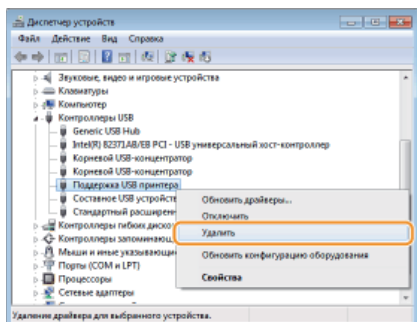 Диспетчер устройств
Файл Действие Вид Справка
Звуковые, видео и игровые устройства
Клавиатуры
Компьютер
Контроллеры USB
Generic USB Hub
Intel(R) 82371AB/EB PCI - USB универсальный хост-контроллер
Корневой USB-концентратор
Корневой USB-концентратор
Поддержка USB принтера
Составное USB устройств
Стандартный расширенн
Контроллеры гибких диско
Контроллеры запоминающ
Мыши и иные указывающие
Порты (COM и LPT)
Процессоры
Сетевые адаптеры
Обновить драйверы...
Отключить
Удалить
Обновить конфигурацию оборудования
Свойства
Удаление драйвера для выбранного устройства.